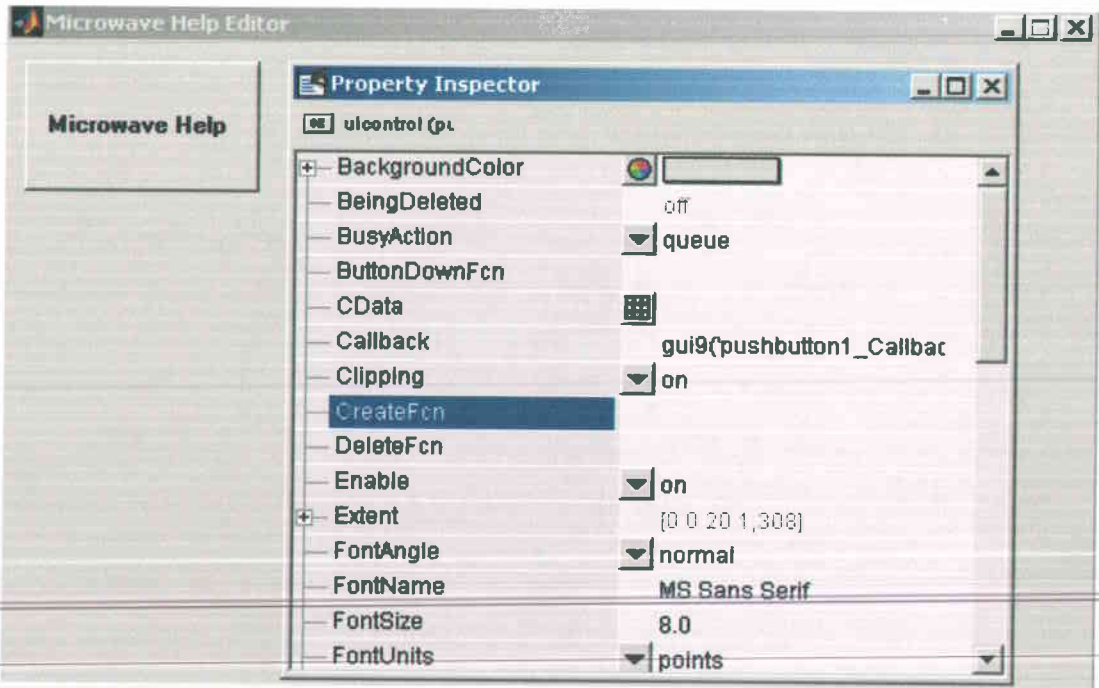 Microwave Help Editor
Microwave Help
Property Inspector
OK uicontrol (pu
BackgroundColor
BeingDeleted off
BusyAction queue
ButtonDownFcn
CData
Callback gui9('pushbutton1_Callbac
Clipping on
CreateFcn
DeleteFcn
Enable on
Extent [0 0 20 1,308]
FontAngle normal
FontName MS Sans Serif
FontSize 8.0
FontUnits points